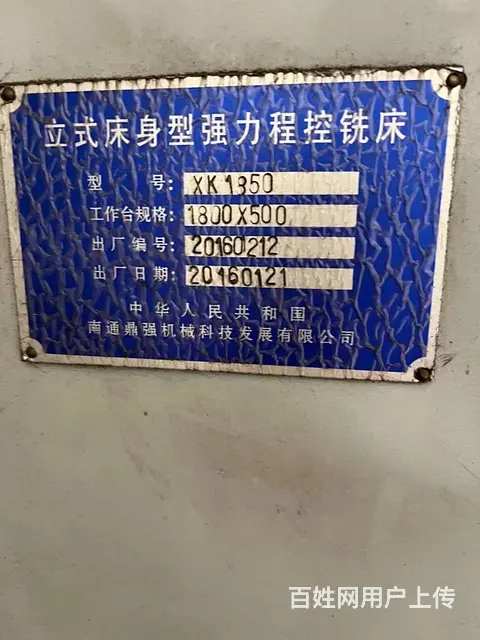 立式床身型强力程控铣床
型号：XK1350
工作台规格：1800X500
出厂编号：20160212
出厂日期：20160121
中华人民共和国
南通鼎强机械科技发展有限公司
百姓网用户上传